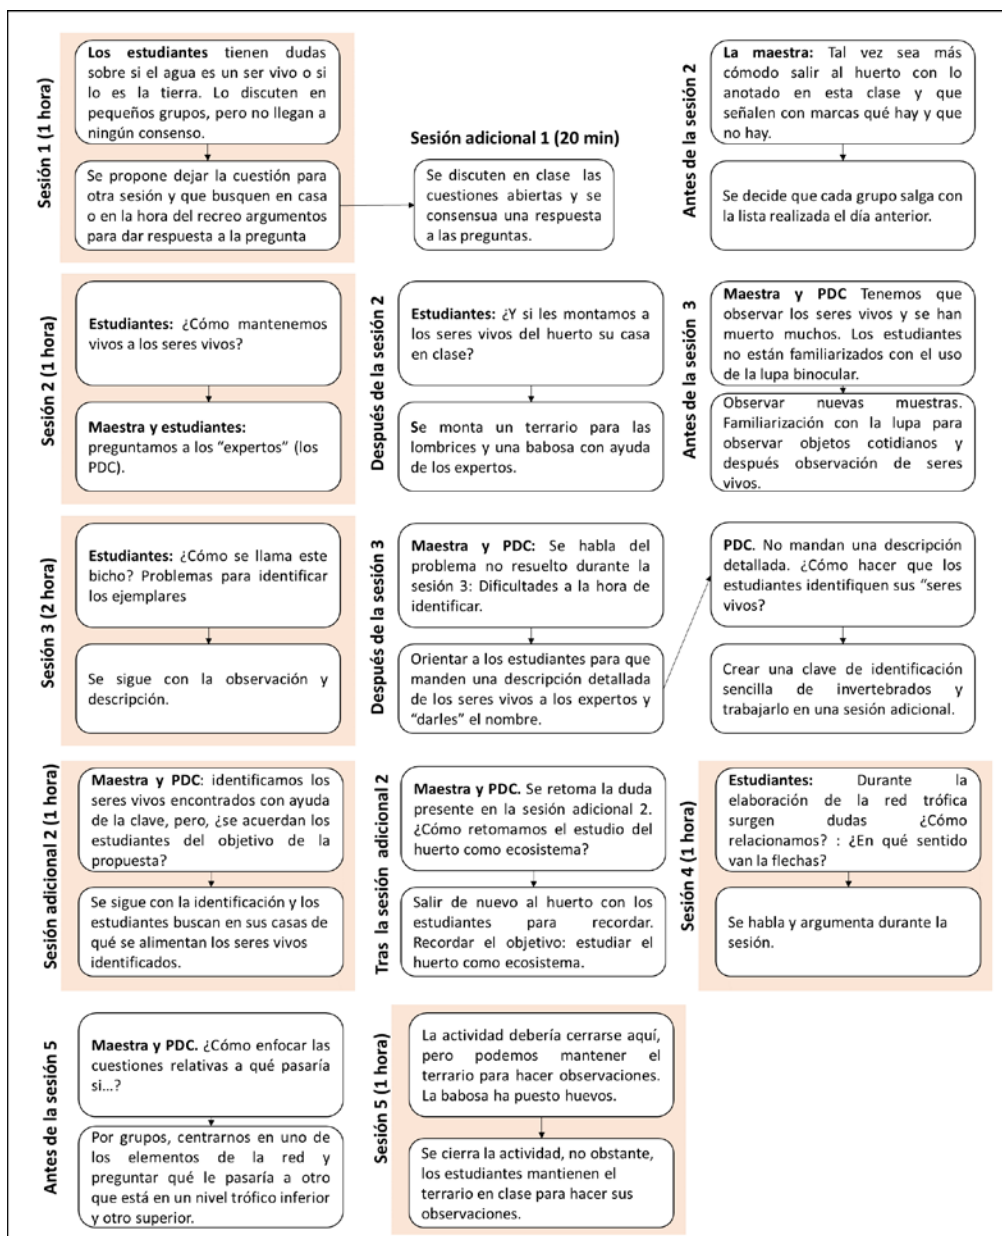 Sesión 1 (1 hora)
Los estudiantes tienen dudas
sobre si el agua es un ser vivo o si
lo es la tierra. Lo discuten en
pequeños grupos, pero no llegan a
ningún consenso.
Se propone dejar la cuestión para
otra sesión y que busquen en casa
o en la hora del recreo argumentos
para dar respuesta a la pregunta
Sesión adicional 1 (20 min)
Se discuten en clase las
cuestiones abiertas y se
consensua una respuesta
a las preguntas.
Antes de la sesión 2
La maestra: Tal vez sea más
cómodo salir al huerto con lo
anotado en esta clase y que
señalen con marcas qué hay y que
no hay.
Se decide que cada grupo salga con
la lista realizada el día anterior.
Sesión 2 (1 hora)
Estudiantes: ¿Cómo mantenemos
vivos a los seres vivos?
Maestra y estudiantes:
preguntamos a los "expertos" (los
PDC).
Después de la sesión 2
Estudiantes: ¿Y si les montamos a
los seres vivos del huerto su casa
en clase?
Se monta un terrario para las
lombrices y una babosa con ayuda
de los expertos.
Antes de la sesión 3
Maestra y PDC Tenemos que
observar los seres vivos y se han
muerto muchos. Los estudiantes
no están familiarizados con el uso
de la lupa binocular.
Observar nuevas muestras.
Familiarización con la lupa para
observar objetos cotidianos y
después observación de seres
vivos.
Sesión 3 (2 hora)
Estudiantes: ¿Cómo se llama este
bicho? Problemas para identificar
los ejemplares
Se sigue con la observación y
descripción.
Después de la sesión 3
Maestra y PDC: Se habla del
problema no resuelto durante la
sesión 3: Dificultades a la hora de
identificar.
Orientar a los estudiantes para que
manden una descripción detallada
de los seres vivos a los expertos y
"darles" el nombre.
PDC. No mandan una descripción
detallada. ¿Cómo hacer que los
estudiantes identifiquen sus "seres
vivos?
Crear una clave de identificación
sencilla de invertebrados y
trabajarlo en una sesión adicional.
Sesión adicional 2 (1 hora)
Maestra y PDC: identificamos los
seres vivos encontrados con ayuda
de la clave, pero, ¿se acuerdan los
estudiantes del objetivo de la
propuesta?
Se sigue con la identificación y los
estudiantes buscan en sus casas de
qué se alimentan los seres vivos
identificados.
Tras la sesión adicional 2
Maestra y PDC. Se retoma la duda
presente en la sesión adicional 2.
¿Cómo retomamos el estudio del
huerto como ecosistema?
Salir de nuevo al huerto con los
estudiantes para recordar.
Recordar el objetivo: estudiar el
huerto como ecosistema.
Sesión 4 (1 hora)
Estudiantes: Durante la
elaboración de la red trófica
surgen dudas ¿Cómo
relacionamos? : ¿En qué sentido
van la flechas?
Se habla y argumenta durante la
sesión.
Antes de la sesión 5
Maestra y PDC. ¿Cómo enfocar las
cuestiones relativas a qué pasaría
si...?
Por grupos, centrarnos en uno de
los elementos de la red y
preguntar qué le pasaría a otro
que está en un nivel trófico inferior
y otro superior.
Sesión 5 (1 hora)
La actividad debería cerrarse aquí,
pero podemos mantener el
terrario para hacer observaciones.
La babosa ha puesto huevos.
Se cierra la actividad, no obstante,
los estudiantes mantienen el
terrario en clase para hacer sus
observaciones.